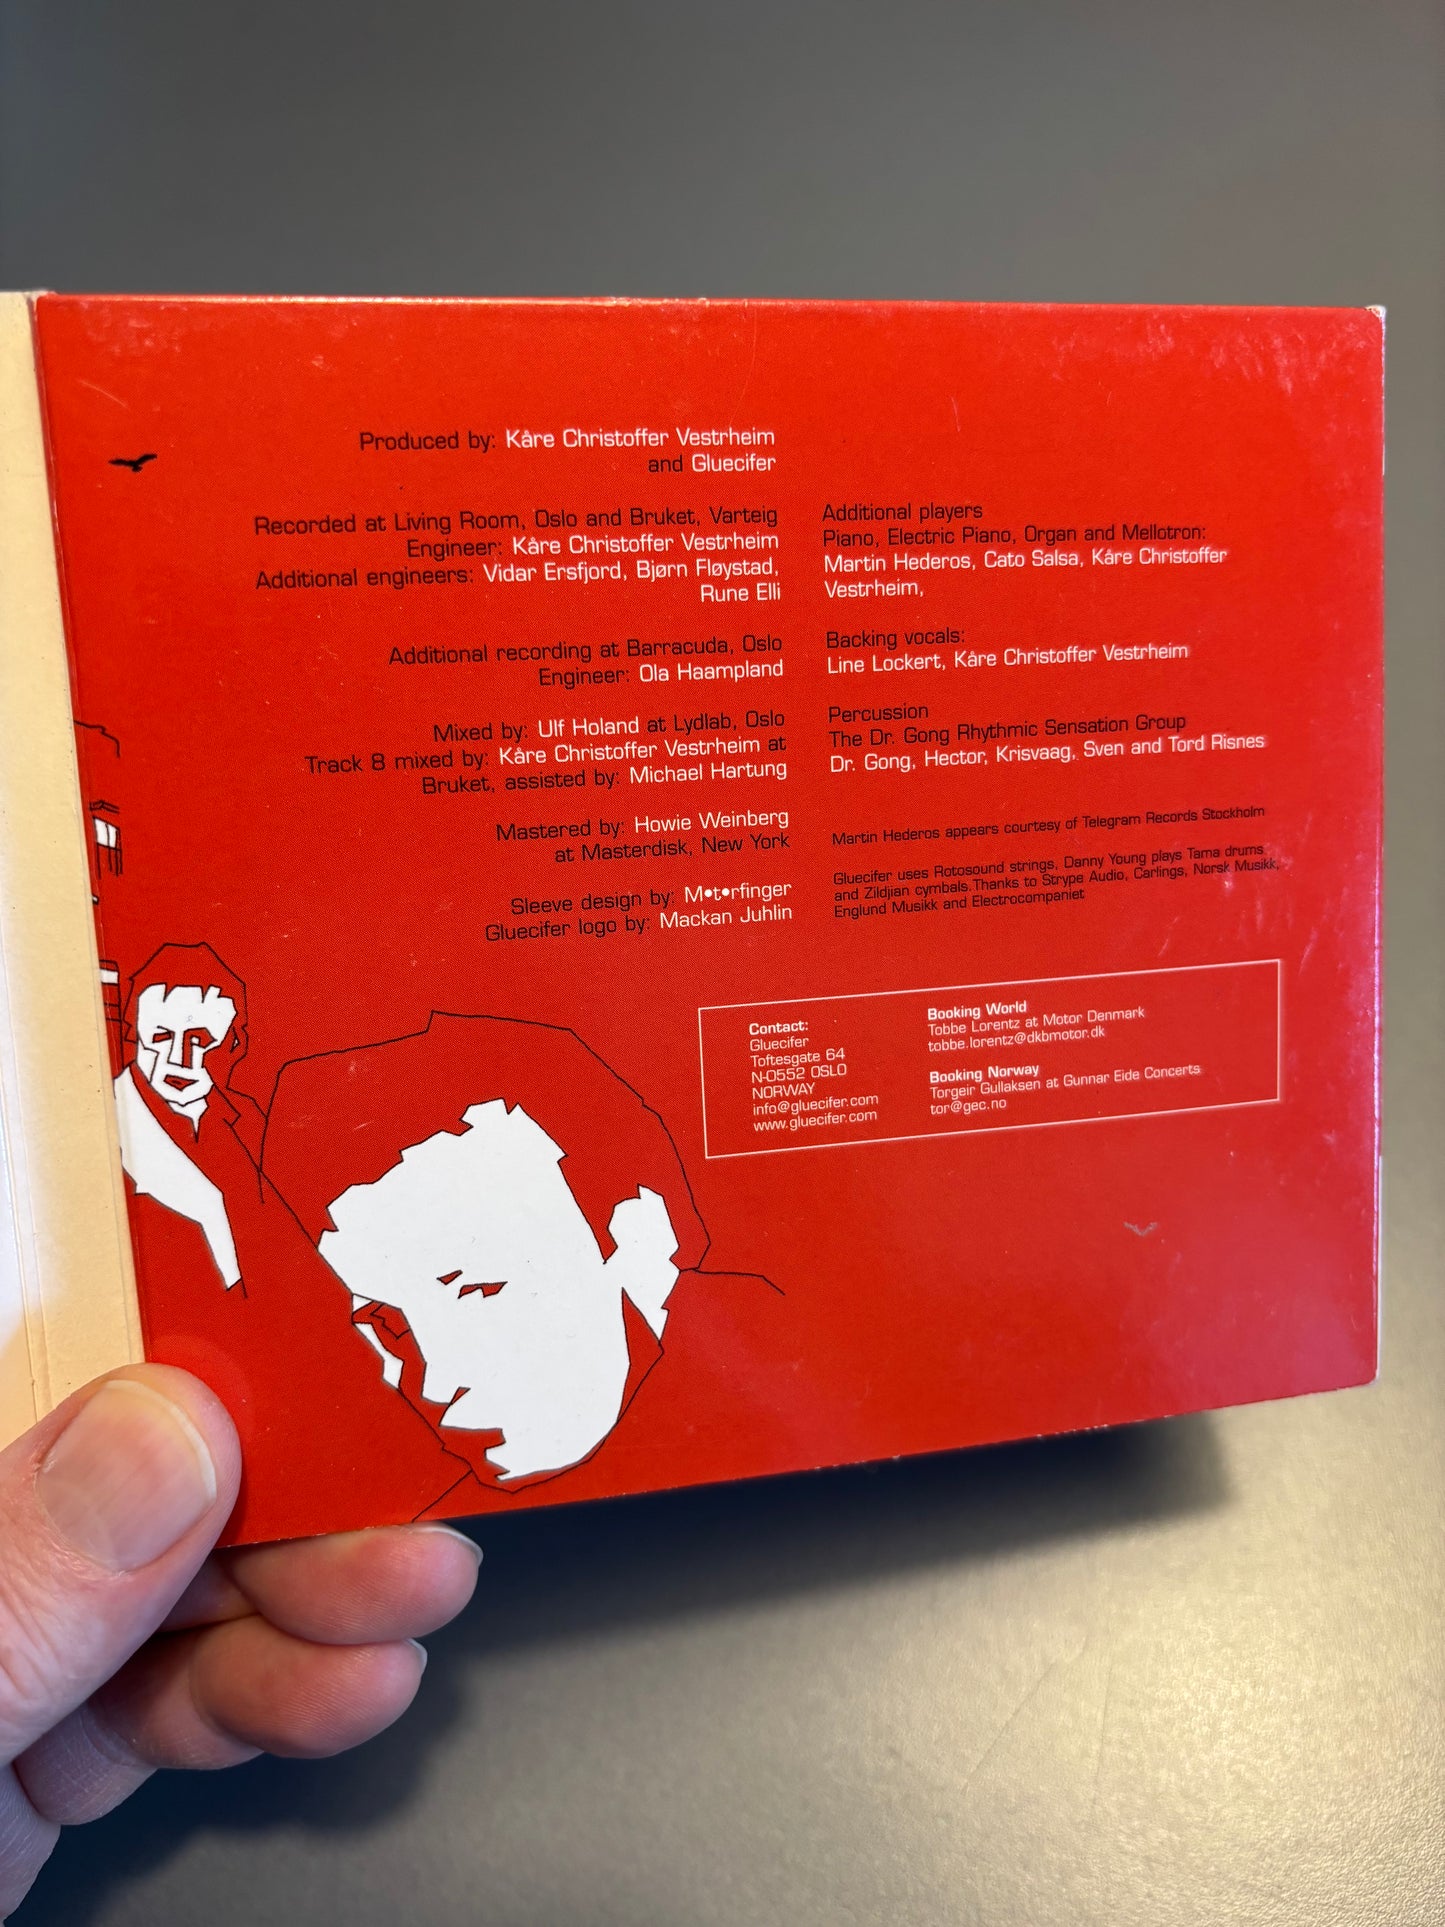 Produced by: Kåre Christoffer Vestrheim
and Gluecifer
Recorded at Living Room, Oslo and Bruket, Varteig
Engineer: Kåre Christoffer Vestrheim
Additional engineers: Vidar Ersfjord, Bjørn Fløystad,
Rune Elli
Additional recording at Barracuda, Oslo
Engineer: Ola Haampland
Mixed by: Ulf Holand at Lydlab, Oslo
Track 8 mixed by: Kåre Christoffer Vestrheim at
Bruket, assisted by: Michael Hartung
Mastered by: Howie Weinberg
at Masterdisk, New York
Sleeve design by: M•t•rfinger
Gluecifer logo by: Mackan Juhlin
Additional players
Piano, Electric Piano, Organ and Mellotron:
Martin Hederos, Cato Salsa, Kåre Christoffer
Vestrheim,
Backing vocals:
Line Lockert, Kåre Christoffer Vestrheim
Percussion
The Dr. Gong Rhythmic Sensation Group
Dr. Gong, Hector, Krisvaag, Sven and Tord Risnes
Martin Hederos appears courtesy of Telegram Records Stockholm
Gluecifer uses Rotosound strings, Danny Young plays Tama drums
and Zildjian cymbals.Thanks to Strype Audio, Carlings, Norsk Musikk,
Englund Musikk and Electrocompaniet
Contact:
Gluecifer
Toftesgate 64
N-0552 OSLO
NORWAY
info@gluecifer.com
www.gluecifer.com
Booking World
Tobbe Lorentz at Motor Denmark
tobbe.lorentz@dkbmotor.dk
Booking Norway
Torgeir Gullaksen at Gunnar Eide Concerts
tor@gec.no